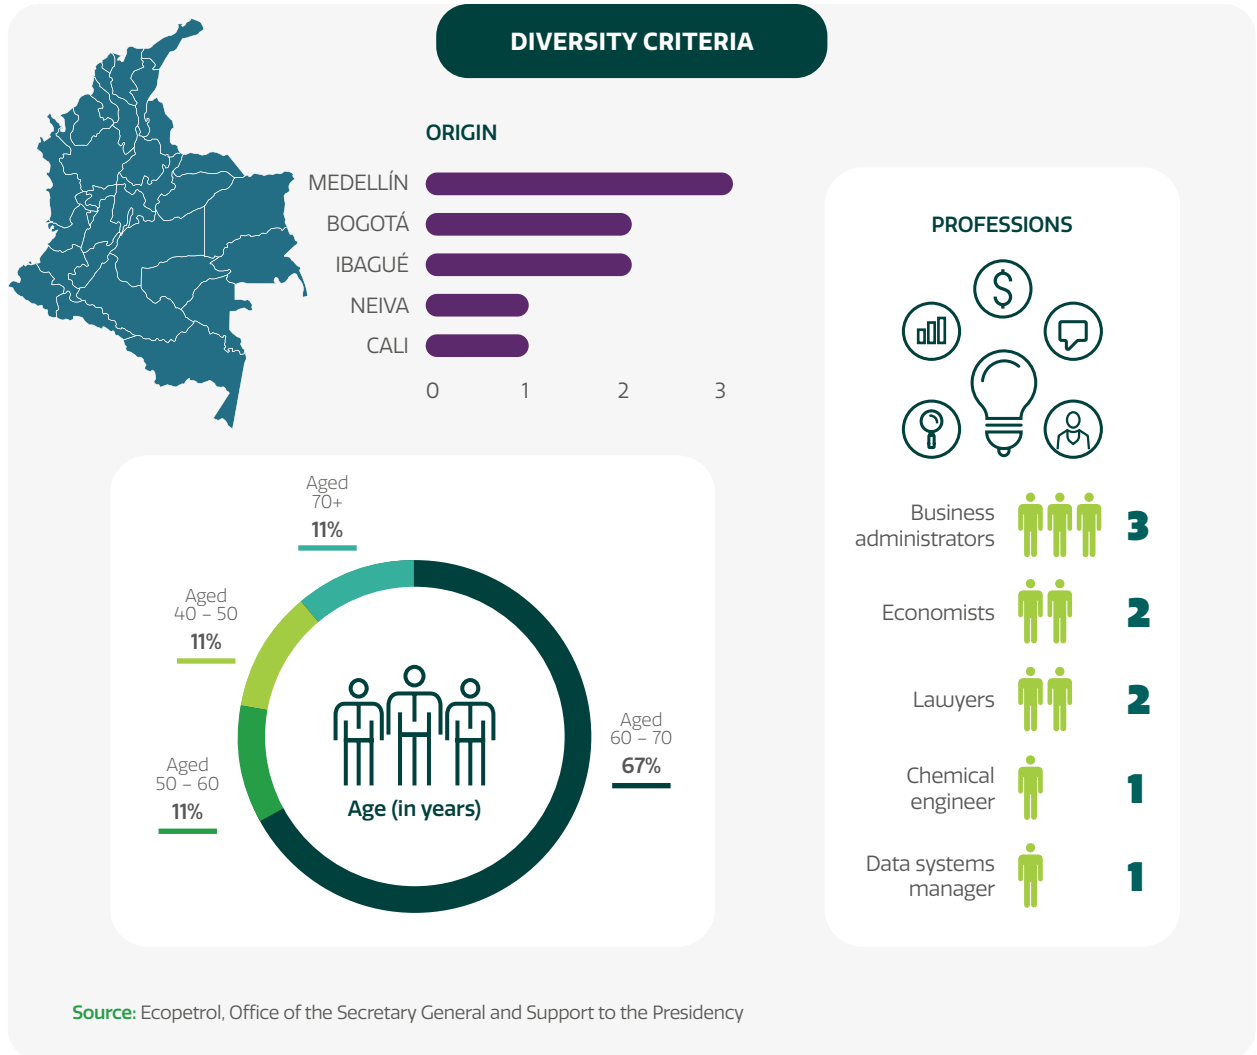 DIVERSITY CRITERIA
ORIGIN
MEDELLÍN
BOGOTÁ
IBAGUÉ
NEIVA
CALI
0 1 2 3
Aged
70+
11%
Aged
40 – 50
11%
Aged
50 – 60
11%
Aged
60 – 70
67%
Age (in years)
PROFESSIONS
$
Business
administrators
3
Economists
2
Lawyers
2
Chemical
engineer
1
Data systems
manager
1
Source: Ecopetrol, Office of the Secretary General and Support to the Presidency